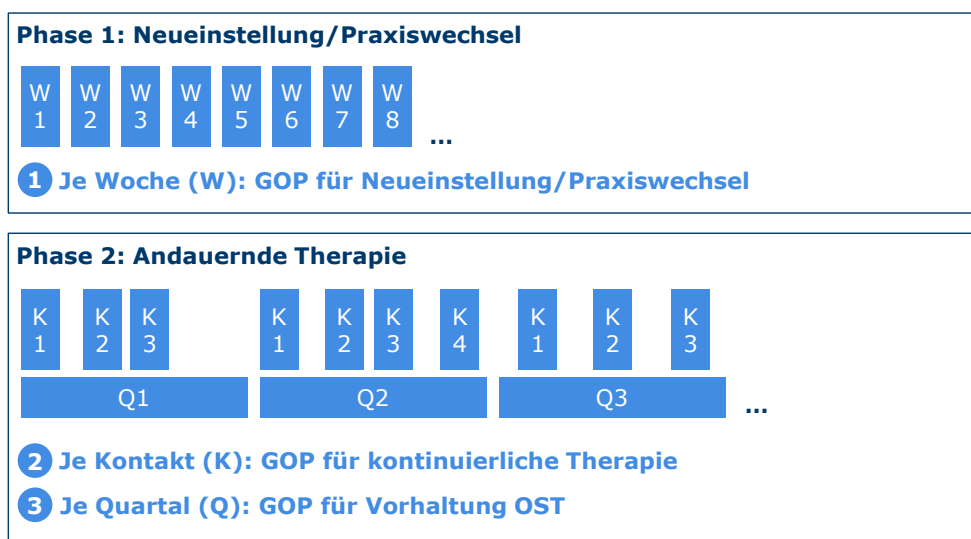 Phase 1: Neueinstellung/Praxiswechsel
W W W W W W W W
1 2 3 4 5 6 7 8 ...
1 Je Woche (W): GOP für Neueinstellung/Praxiswechsel
Phase 2: Andauernde Therapie
K K K K K K K K K K
1 2 3 1 2 3 4 1 2 3
Q1 Q2 Q3 ...
2 Je Kontakt (K): GOP für kontinuierliche Therapie
3 Je Quartal (Q): GOP für Vorhaltung OST